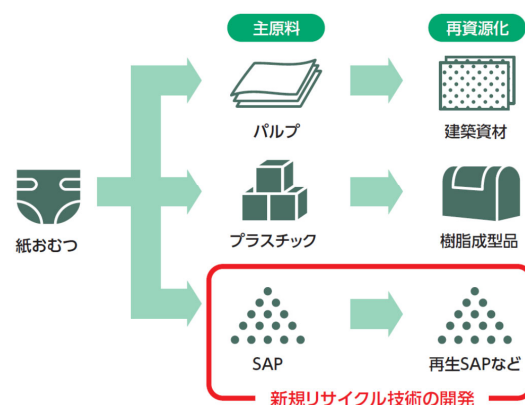 主原料
再資源化
パルプ
建築資材
紙おむつ
プラスチック
樹脂成型品
SAP
再生SAPなど
新規リサイクル技術の開発